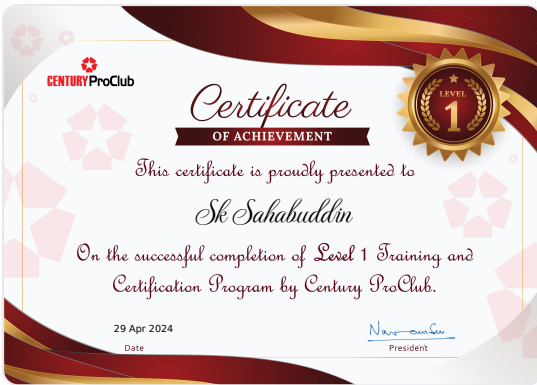 CENTURY ProClub
Certificate
OF ACHIEVEMENT
LEVEL
1
This certificate is proudly presented to
Sk Sahabuddin
On the successful completion of Level 1 Training and
Certification Program by Century ProClub.
29 Apr 2024
Date
President